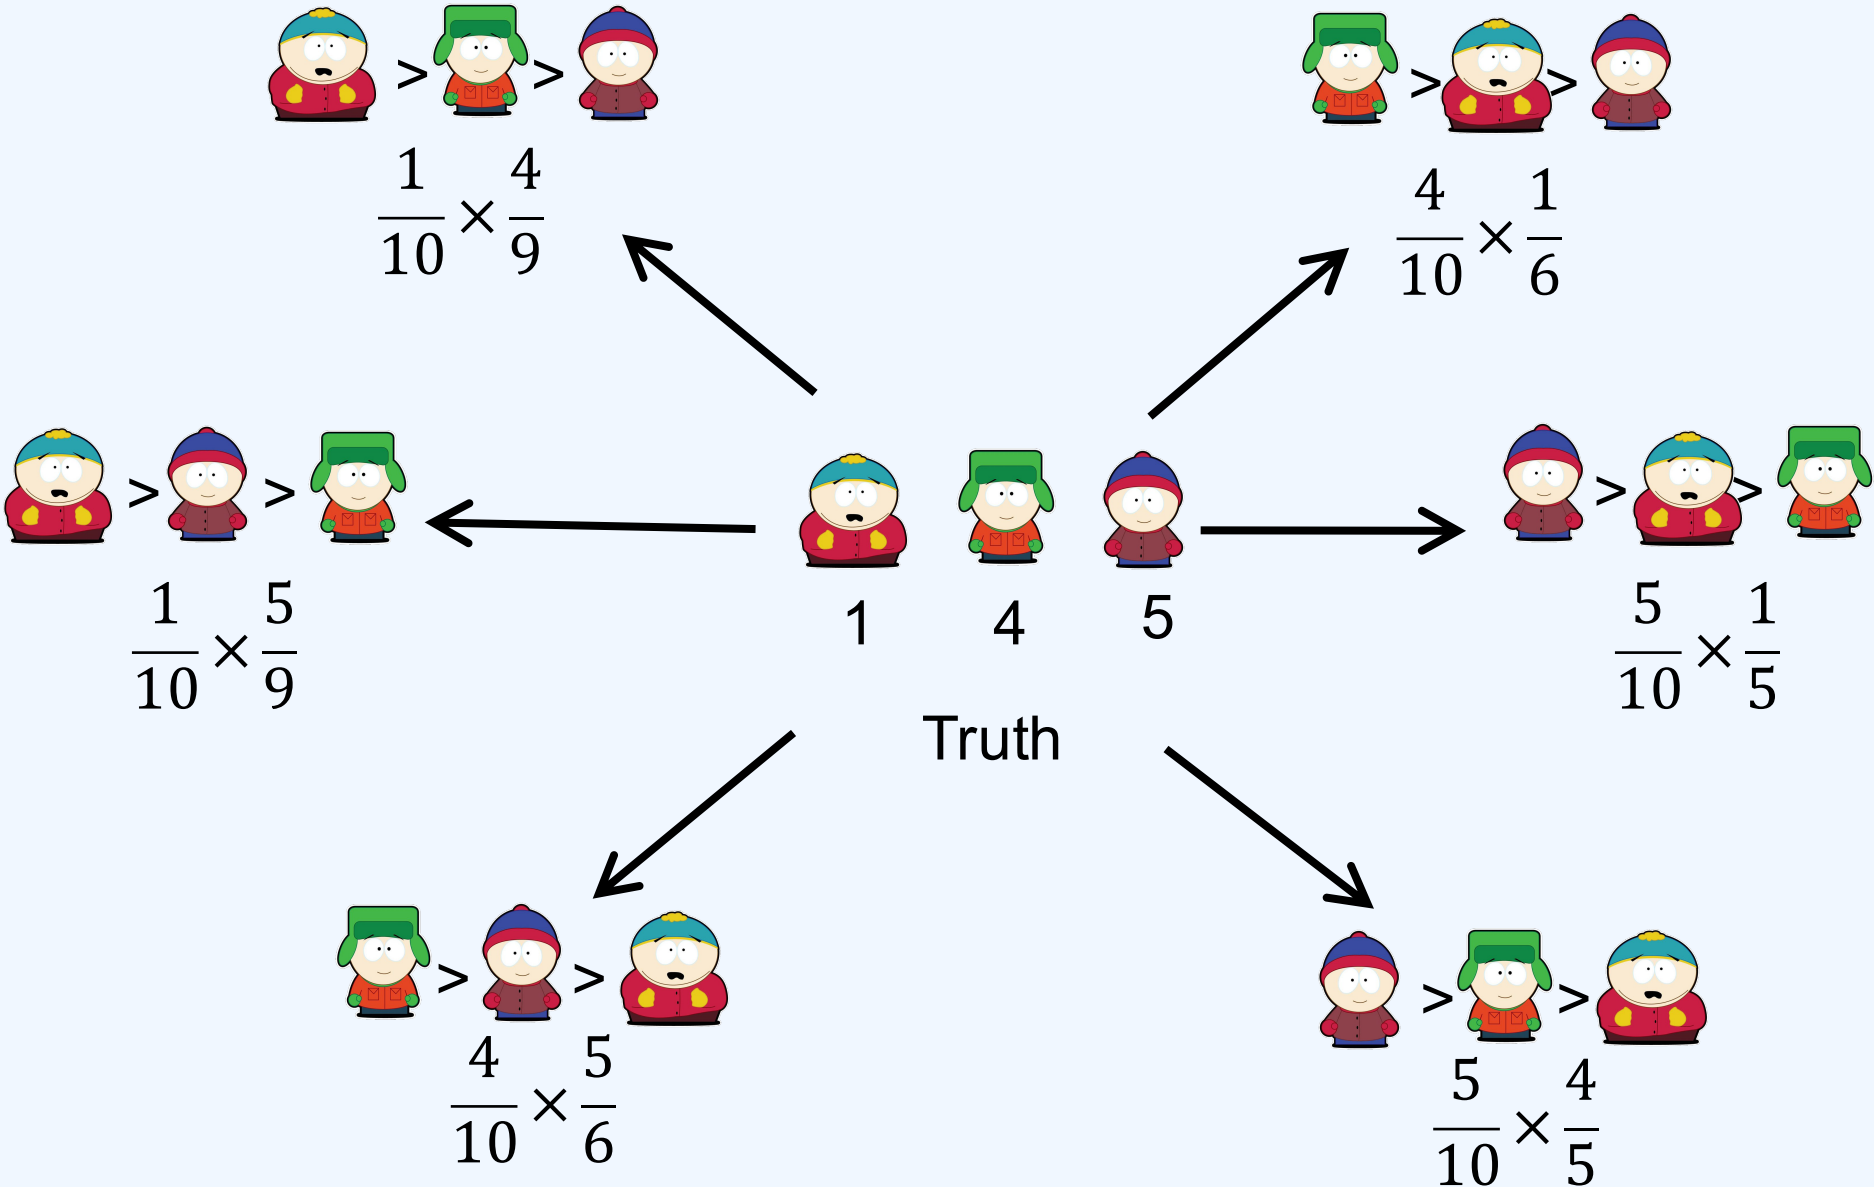 > >
1/10 × 4/9
> >
4/10 × 1/6
> >
1/10 × 5/9
1 4 5
Truth
> >
5/10 × 1/5
> >
4/10 × 5/6
> >
5/10 × 4/5